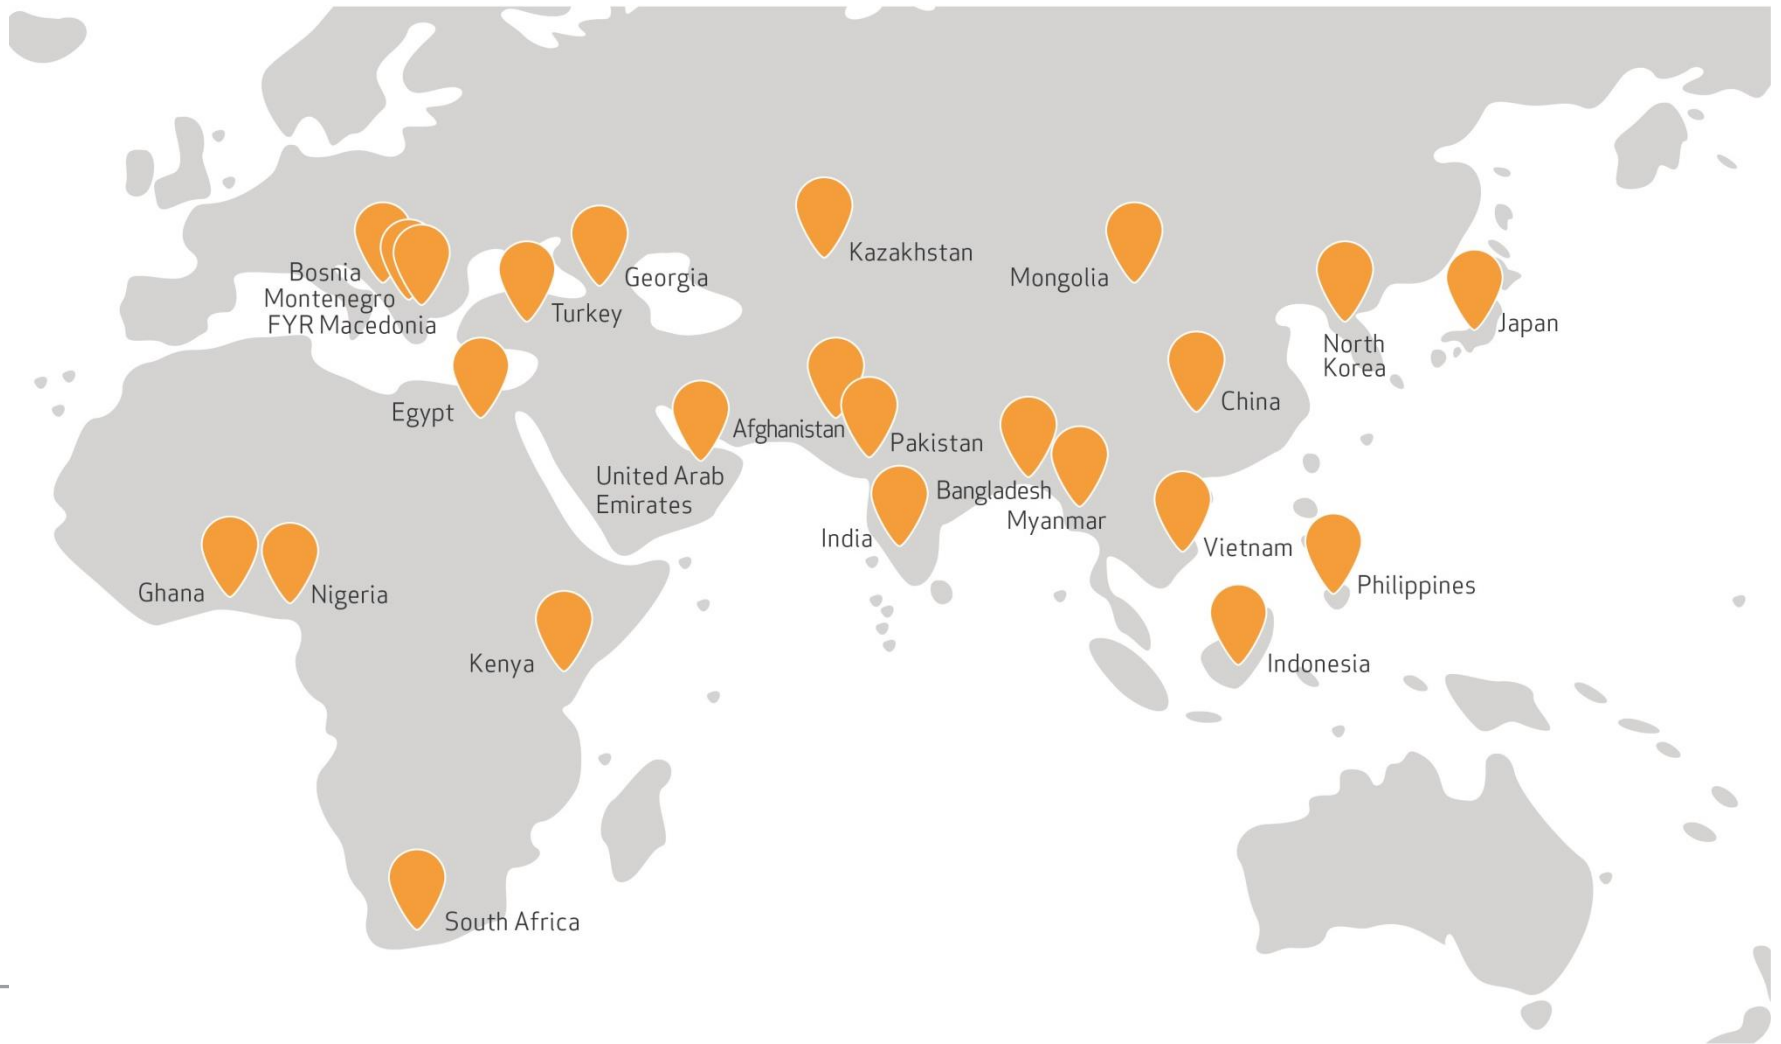 Kazakhstan
Bosnia
Georgia
Mongolia
Montenegro
Turkey
FYR Macedonia
Japan
North
Korea
Egypt
Afghanistan
China
Pakistan
United Arab
Emirates
Bangladesh
Myanmar
India
Vietnam
Ghana
Nigeria
Philippines
Kenya
Indonesia
South Africa